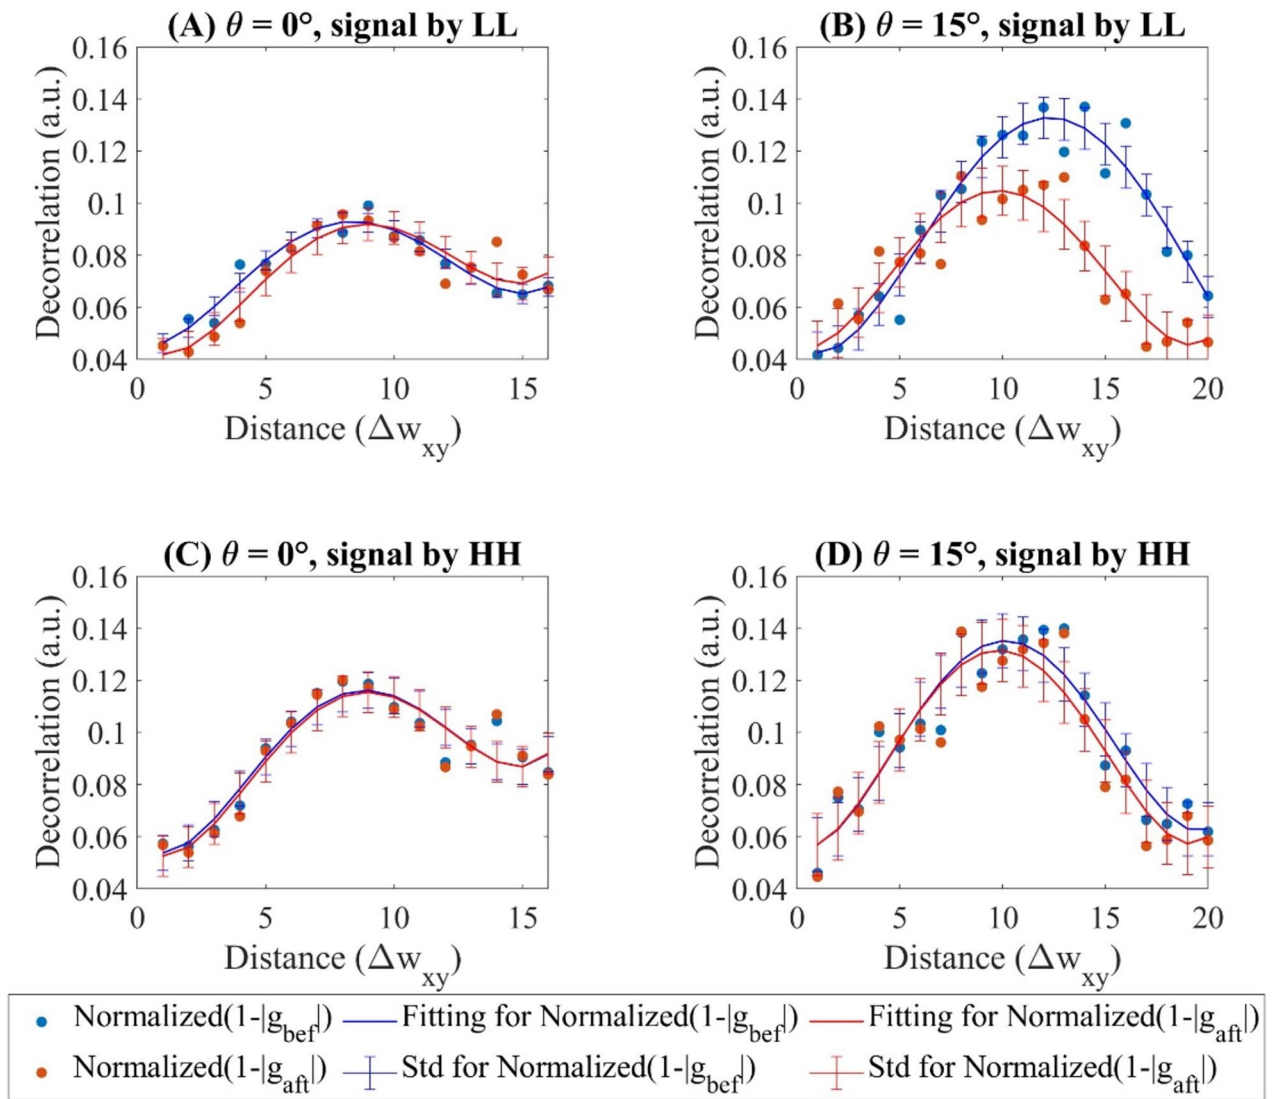 (A) θ = 0°, signal by LL
(B) θ = 15°, signal by LL
Decorrelation (a.u.)
0.16
0.14
0.12
0.1
0.08
0.06
0.04
0
5
10
15
Distance (Δw_xy)
Decorrelation (a.u.)
0.16
0.14
0.12
0.1
0.08
0.06
0.04
0
5
10
15
20
Distance (Δw_xy)
(C) θ = 0°, signal by HH
(D) θ = 15°, signal by HH
Decorrelation (a.u.)
0.16
0.14
0.12
0.1
0.08
0.06
0.04
0
5
10
15
Distance (Δw_xy)
Decorrelation (a.u.)
0.16
0.14
0.12
0.1
0.08
0.06
0.04
0
5
10
15
20
Distance (Δw_xy)
Normalized(1-|g_bef|)
Fitting for Normalized(1-|g_bef|)
Fitting for Normalized(1-|g_aft|)
Normalized(1-|g_aft|)
Std for Normalized(1-|g_bef|)
Std for Normalized(1-|g_aft|)